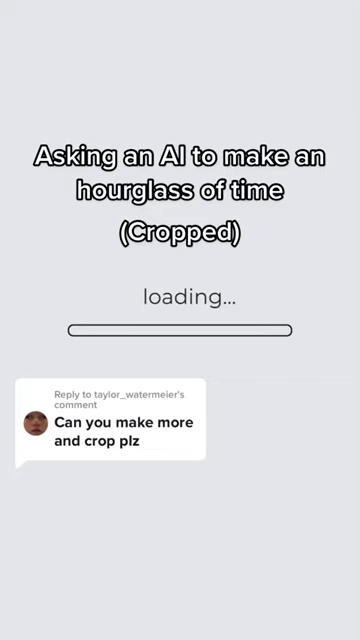 Asking an AI to make an
hourglass of time
(Cropped)
loading...
Reply to taylor_watermeier's
comment
Can you make more
and crop plz